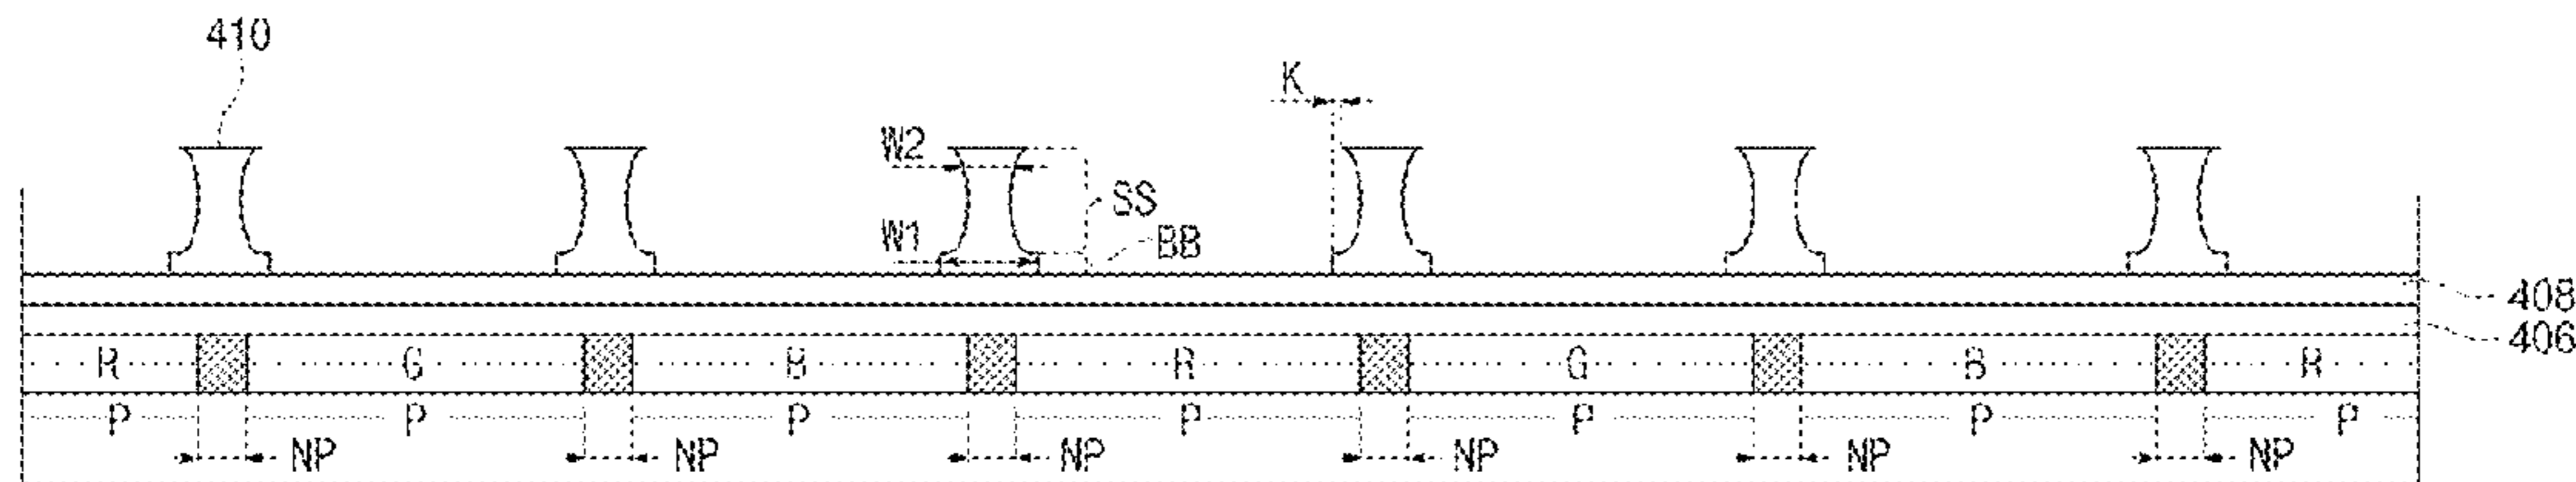 410
K
W2
SS
W1
BB
408
406
R G B R G B R
P P P P P P P
NP NP NP NP NP NP